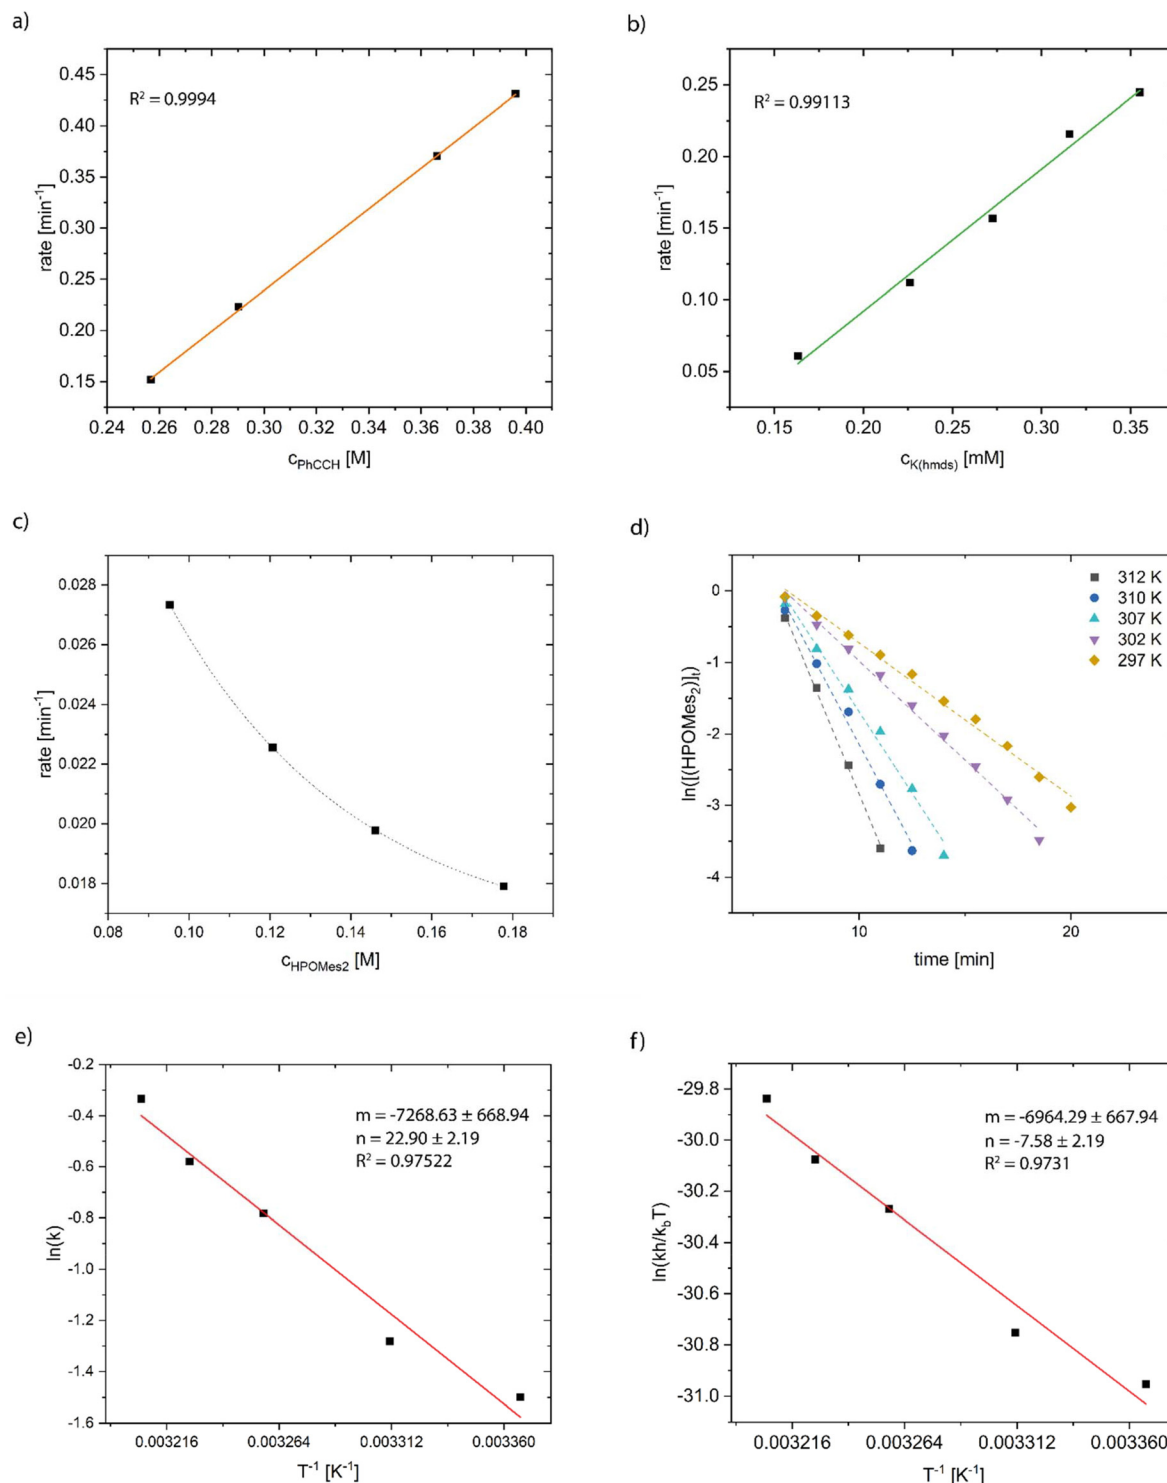 a)
R² = 0.9994
rate [min⁻¹]
0.45
0.40
0.35
0.30
0.25
0.20
0.15
0.24 0.26 0.28 0.30 0.32 0.34 0.36 0.38 0.40
c_PhCCH [M]
b)
R² = 0.99113
rate [min⁻¹]
0.25
0.20
0.15
0.10
0.05
0.15 0.20 0.25 0.30 0.35
c_K(hmds) [mM]
c)
rate [min⁻¹]
0.028
0.026
0.024
0.022
0.020
0.018
0.08 0.10 0.12 0.14 0.16 0.18
c_HPOMes2 [M]
d)
312 K
310 K
307 K
302 K
297 K
ln([(HPOMes₂)]ₜ)
0
-1
-2
-3
-4
10 20
time [min]
e)
m = -7268.63 ± 668.94
n = 22.90 ± 2.19
R² = 0.97522
ln(k)
-0.2
-0.4
-0.6
-0.8
-1.0
-1.2
-1.4
-1.6
0.003216 0.003264 0.003312 0.003360
T⁻¹ [K⁻¹]
f)
m = -6964.29 ± 667.94
n = -7.58 ± 2.19
R² = 0.9731
ln(kh/k_bT)
-29.8
-30.0
-30.2
-30.4
-30.6
-30.8
-31.0
0.003216 0.003264 0.003312 0.003360
T⁻¹ [K⁻¹]